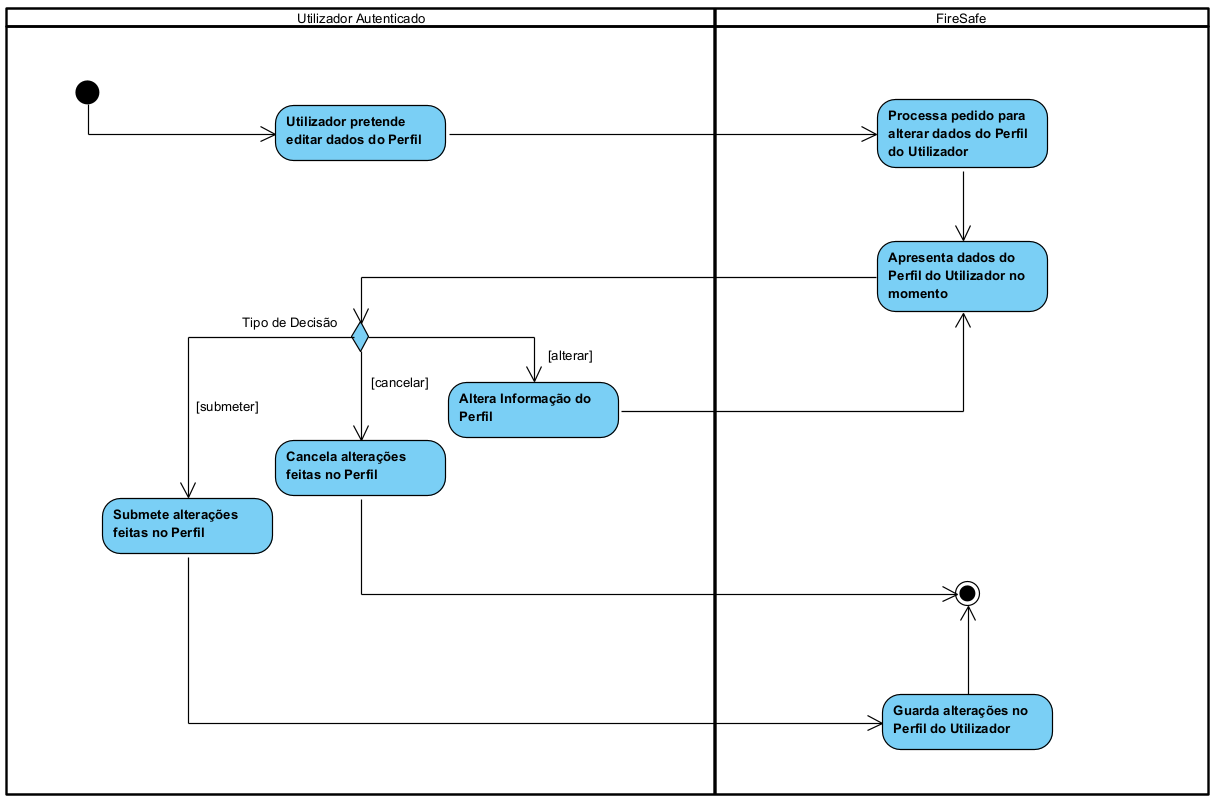 Utilizador Autenticado
FireSafe
Utilizador pretende
editar dados do Perfil
Processa pedido para
alterar dados do Perfil
do Utilizador
Apresenta dados do
Perfil do Utilizador no
momento
Tipo de Decisão
[alterar]
[cancelar]
[submeter]
Altera Informação do
Perfil
Cancela alterações
feitas no Perfil
Submete alterações
feitas no Perfil
Guarda alterações no
Perfil do Utilizador